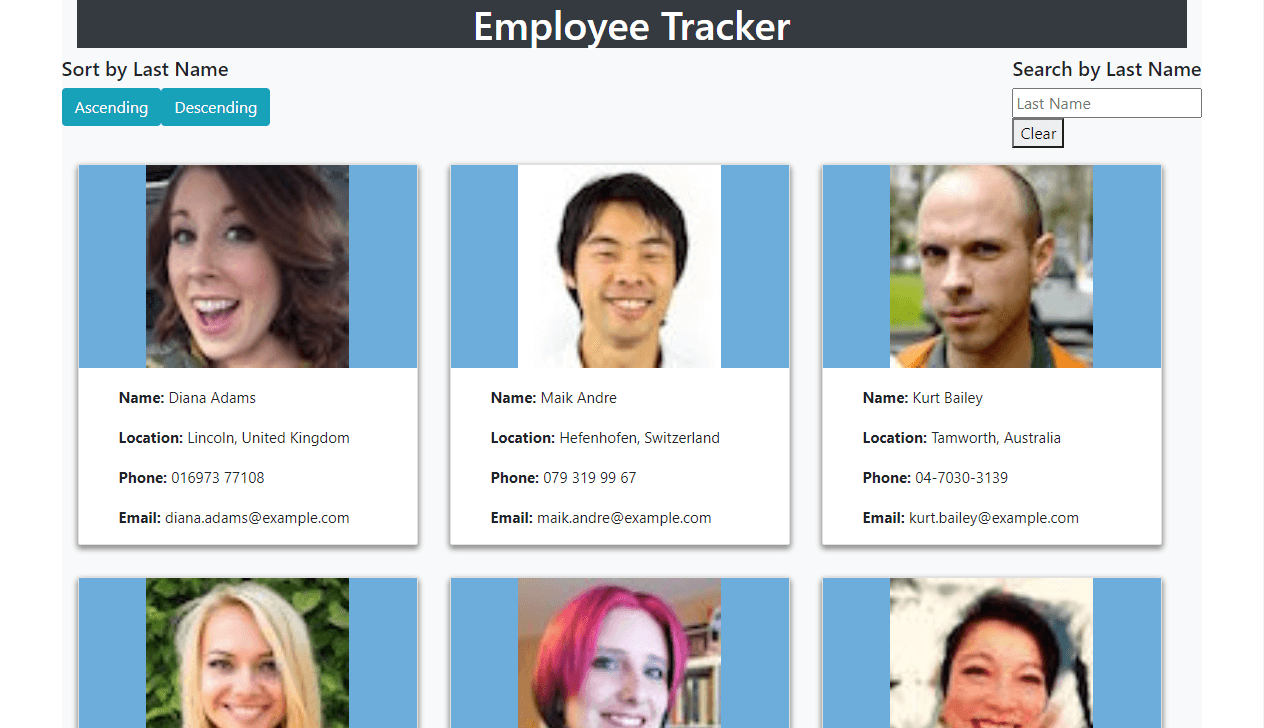 Employee Tracker
Sort by Last Name
Ascending Descending
Search by Last Name
Last Name
Clear
Name: Diana Adams
Location: Lincoln, United Kingdom
Phone: 016973 77108
Email: diana.adams@example.com
Name: Maik Andre
Location: Hefenhofen, Switzerland
Phone: 079 319 99 67
Email: maik.andre@example.com
Name: Kurt Bailey
Location: Tamworth, Australia
Phone: 04-7030-3139
Email: kurt.bailey@example.com